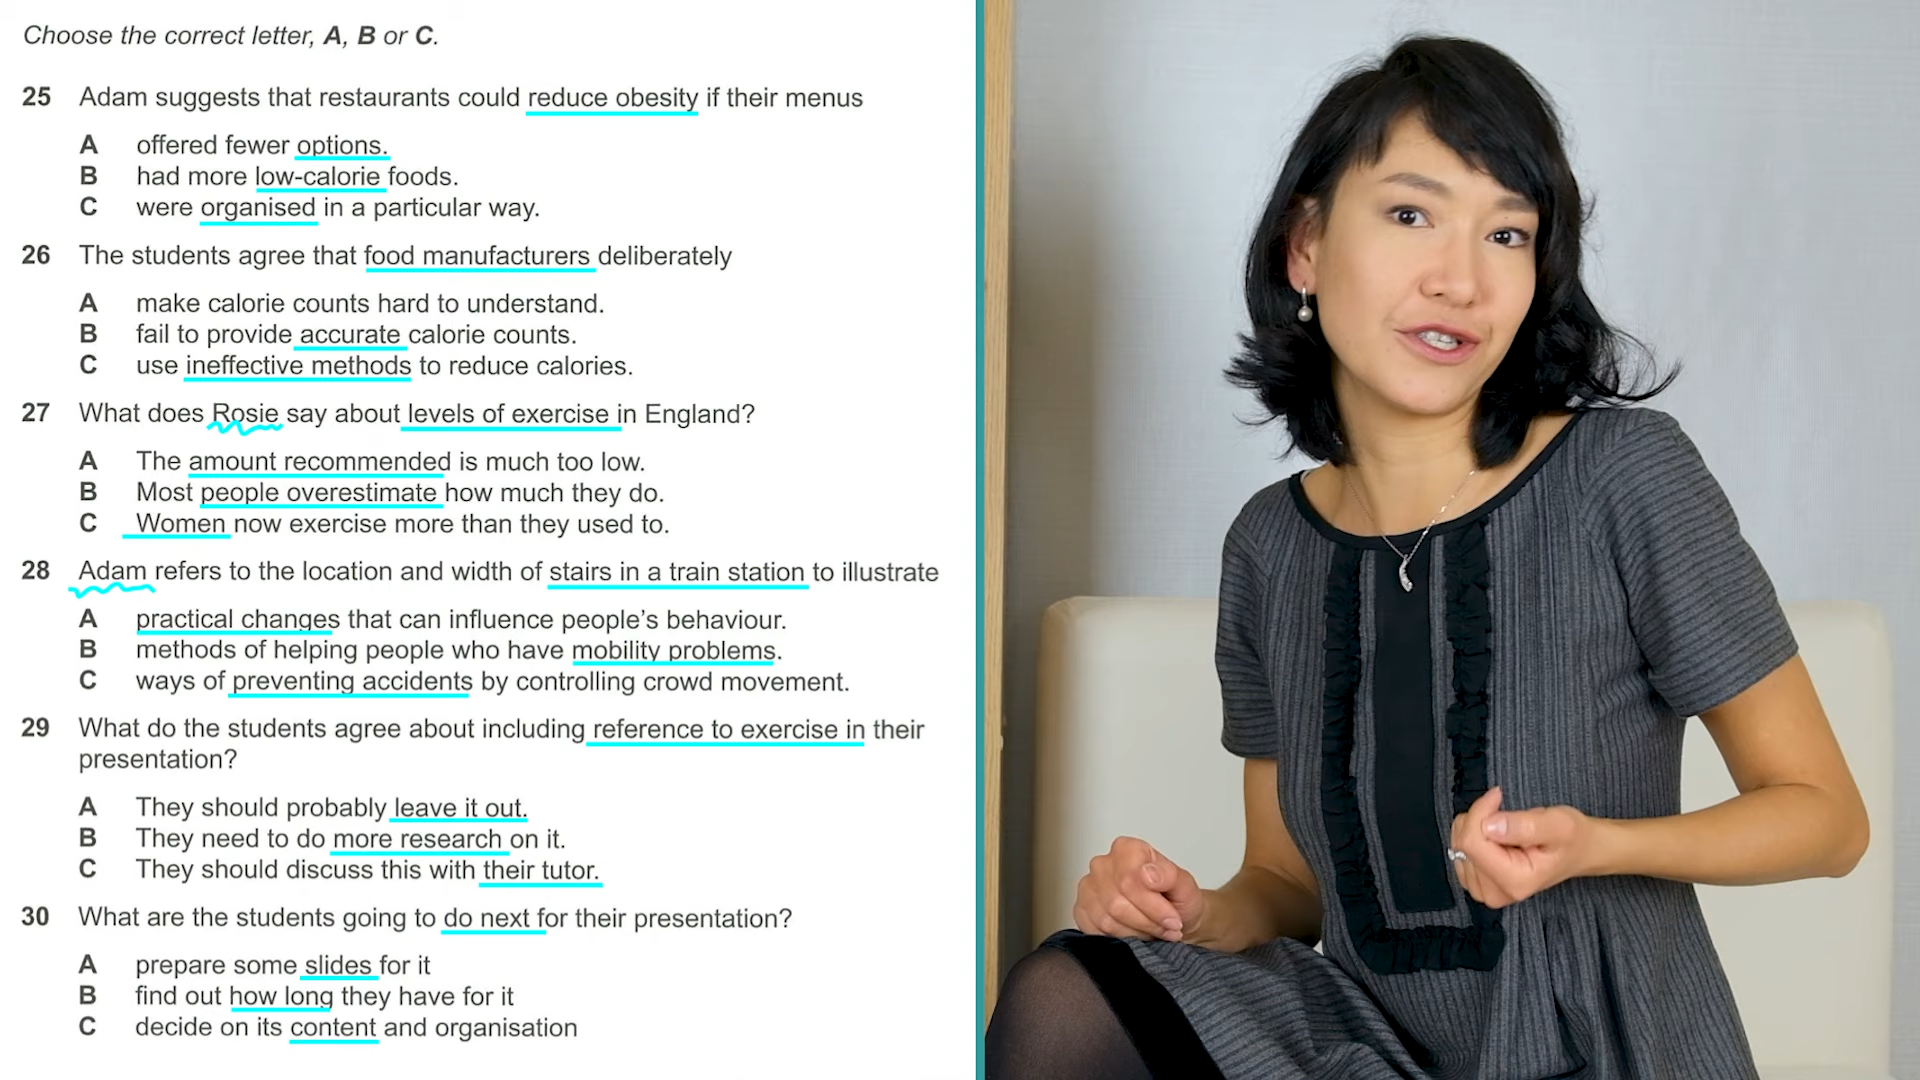 Choose the correct letter, A, B or C.
25 Adam suggests that restaurants could reduce obesity if their menus
A offered fewer options.
B had more low-calorie foods.
C were organised in a particular way.
26 The students agree that food manufacturers deliberately
A make calorie counts hard to understand.
B fail to provide accurate calorie counts.
C use ineffective methods to reduce calories.
27 What does Rosie say about levels of exercise in England?
A The amount recommended is much too low.
B Most people overestimate how much they do.
C Women now exercise more than they used to.
28 Adam refers to the location and width of stairs in a train station to illustrate
A practical changes that can influence people's behaviour.
B methods of helping people who have mobility problems.
C ways of preventing accidents by controlling crowd movement.
29 What do the students agree about including reference to exercise in their
presentation?
A They should probably leave it out.
B They need to do more research on it.
C They should discuss this with their tutor.
30 What are the students going to do next for their presentation?
A prepare some slides for it
B find out how long they have for it
C decide on its content and organisation